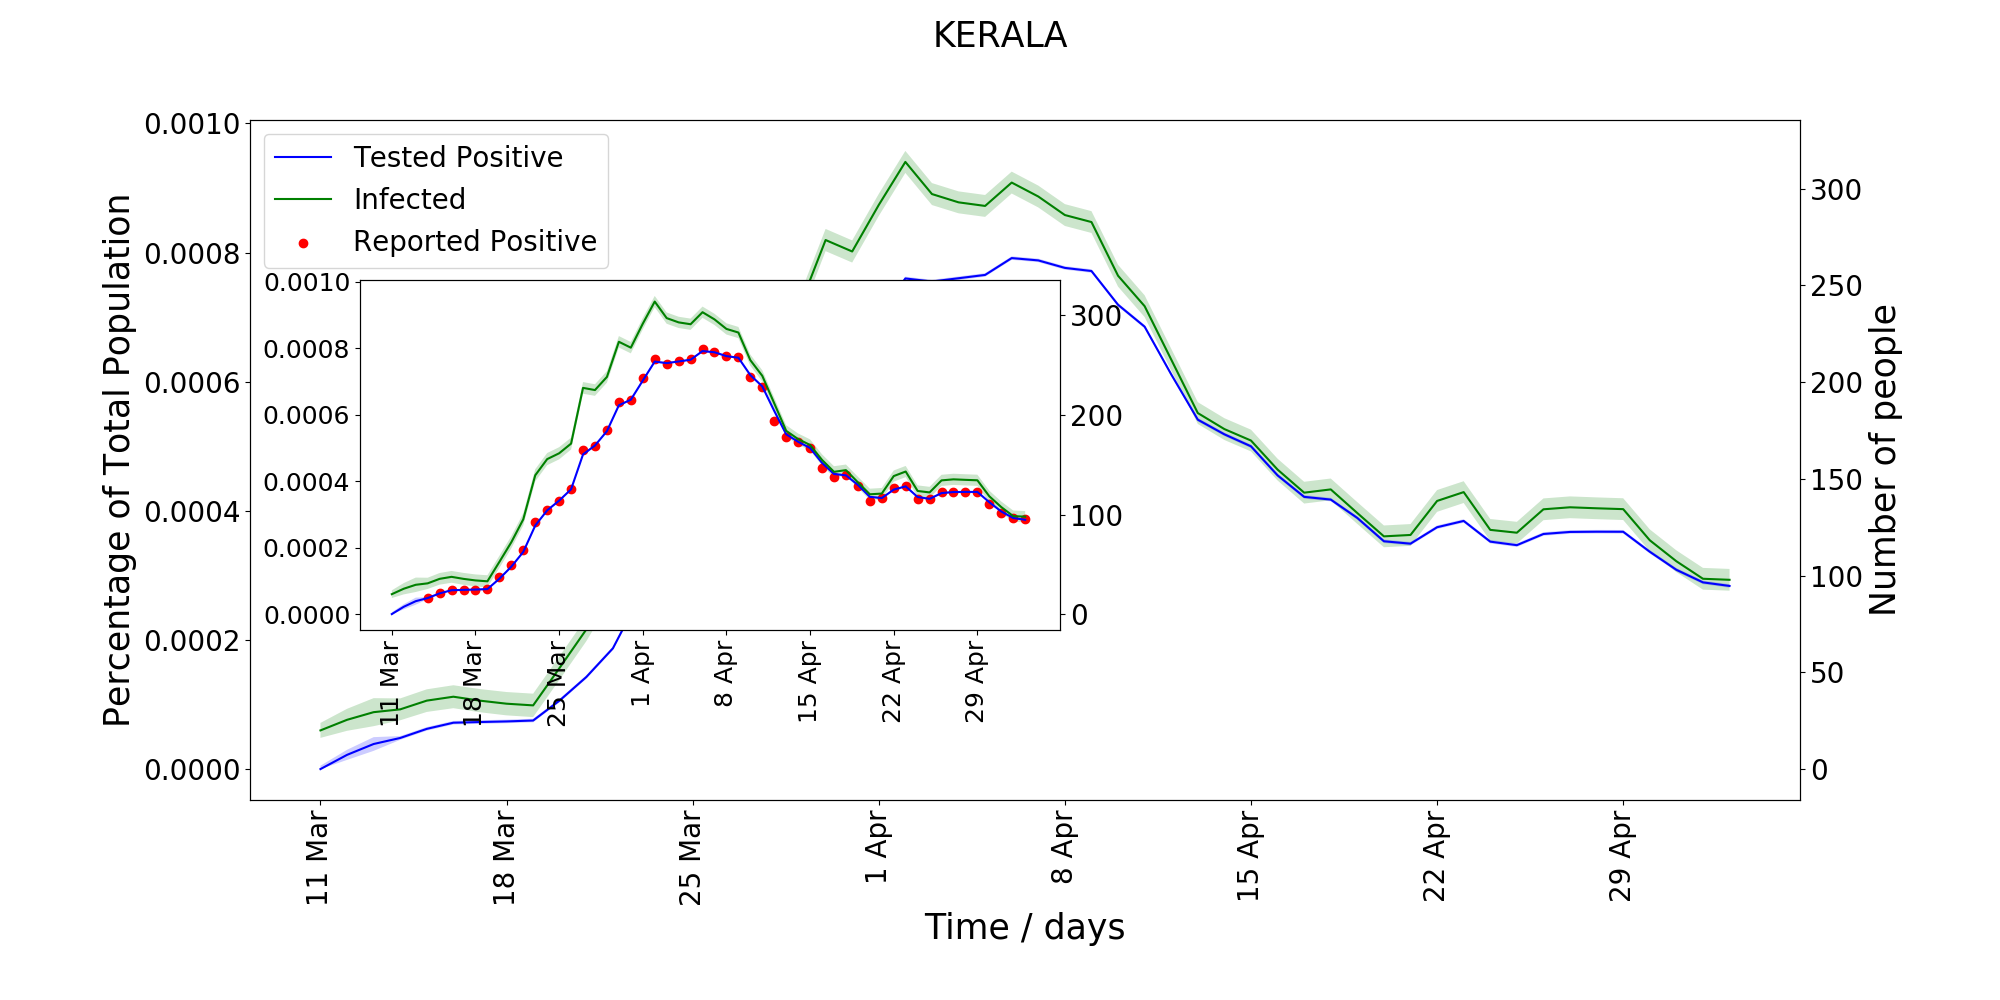 KERALA
Percentage of Total Population
0.0010
0.0008
0.0006
0.0004
0.0002
0.0000
Tested Positive
Infected
Reported Positive
0.0010
0.0008
0.0006
0.0004
0.0002
0.0000
300
200
100
0
11 Mar
18 Mar
25 Mar
1 Apr
8 Apr
15 Apr
22 Apr
29 Apr
300
250
200
150
100
50
0
Number of people
11 Mar
18 Mar
25 Mar
1 Apr
8 Apr
15 Apr
22 Apr
29 Apr
Time / days